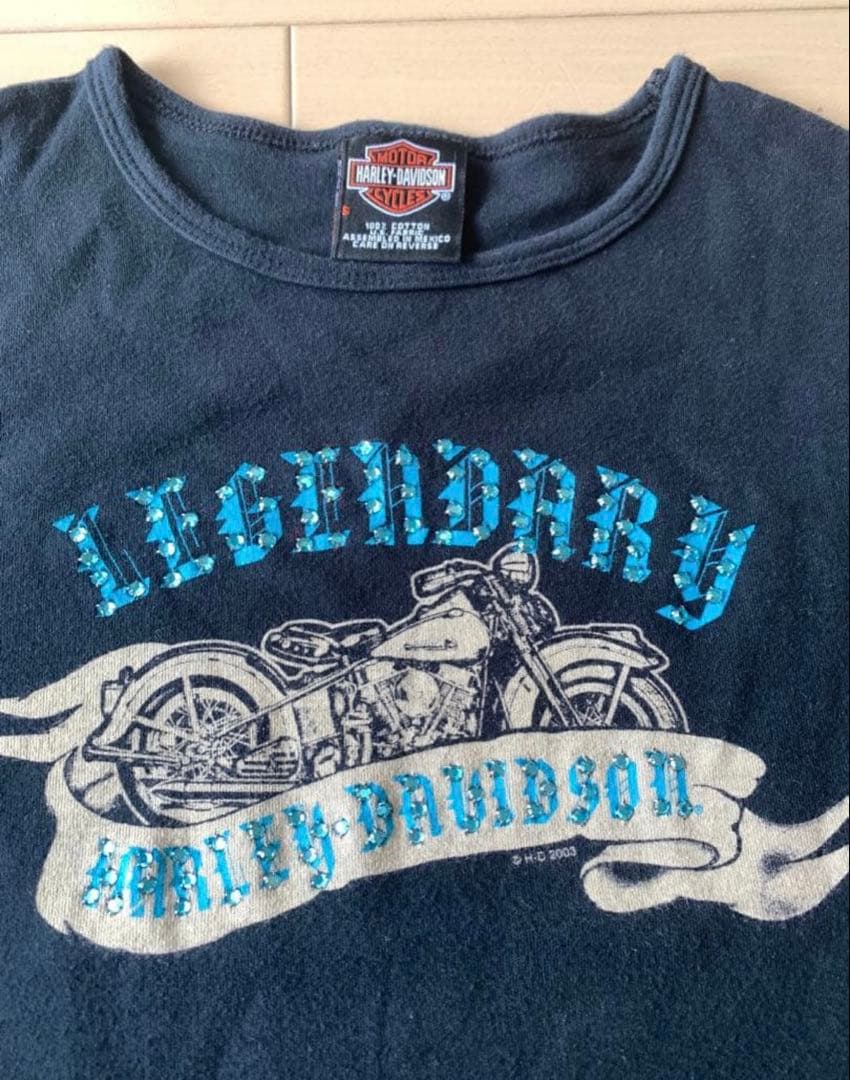 MOTOR
HARLEY-DAVIDSON
CYCLES
®
S
100% COTTON
U.S. FABRIC
ASSEMBLED IN MEXICO
CARE ON REVERSE
LEGENDARY
HARLEY-DAVIDSON
© H-D 2003